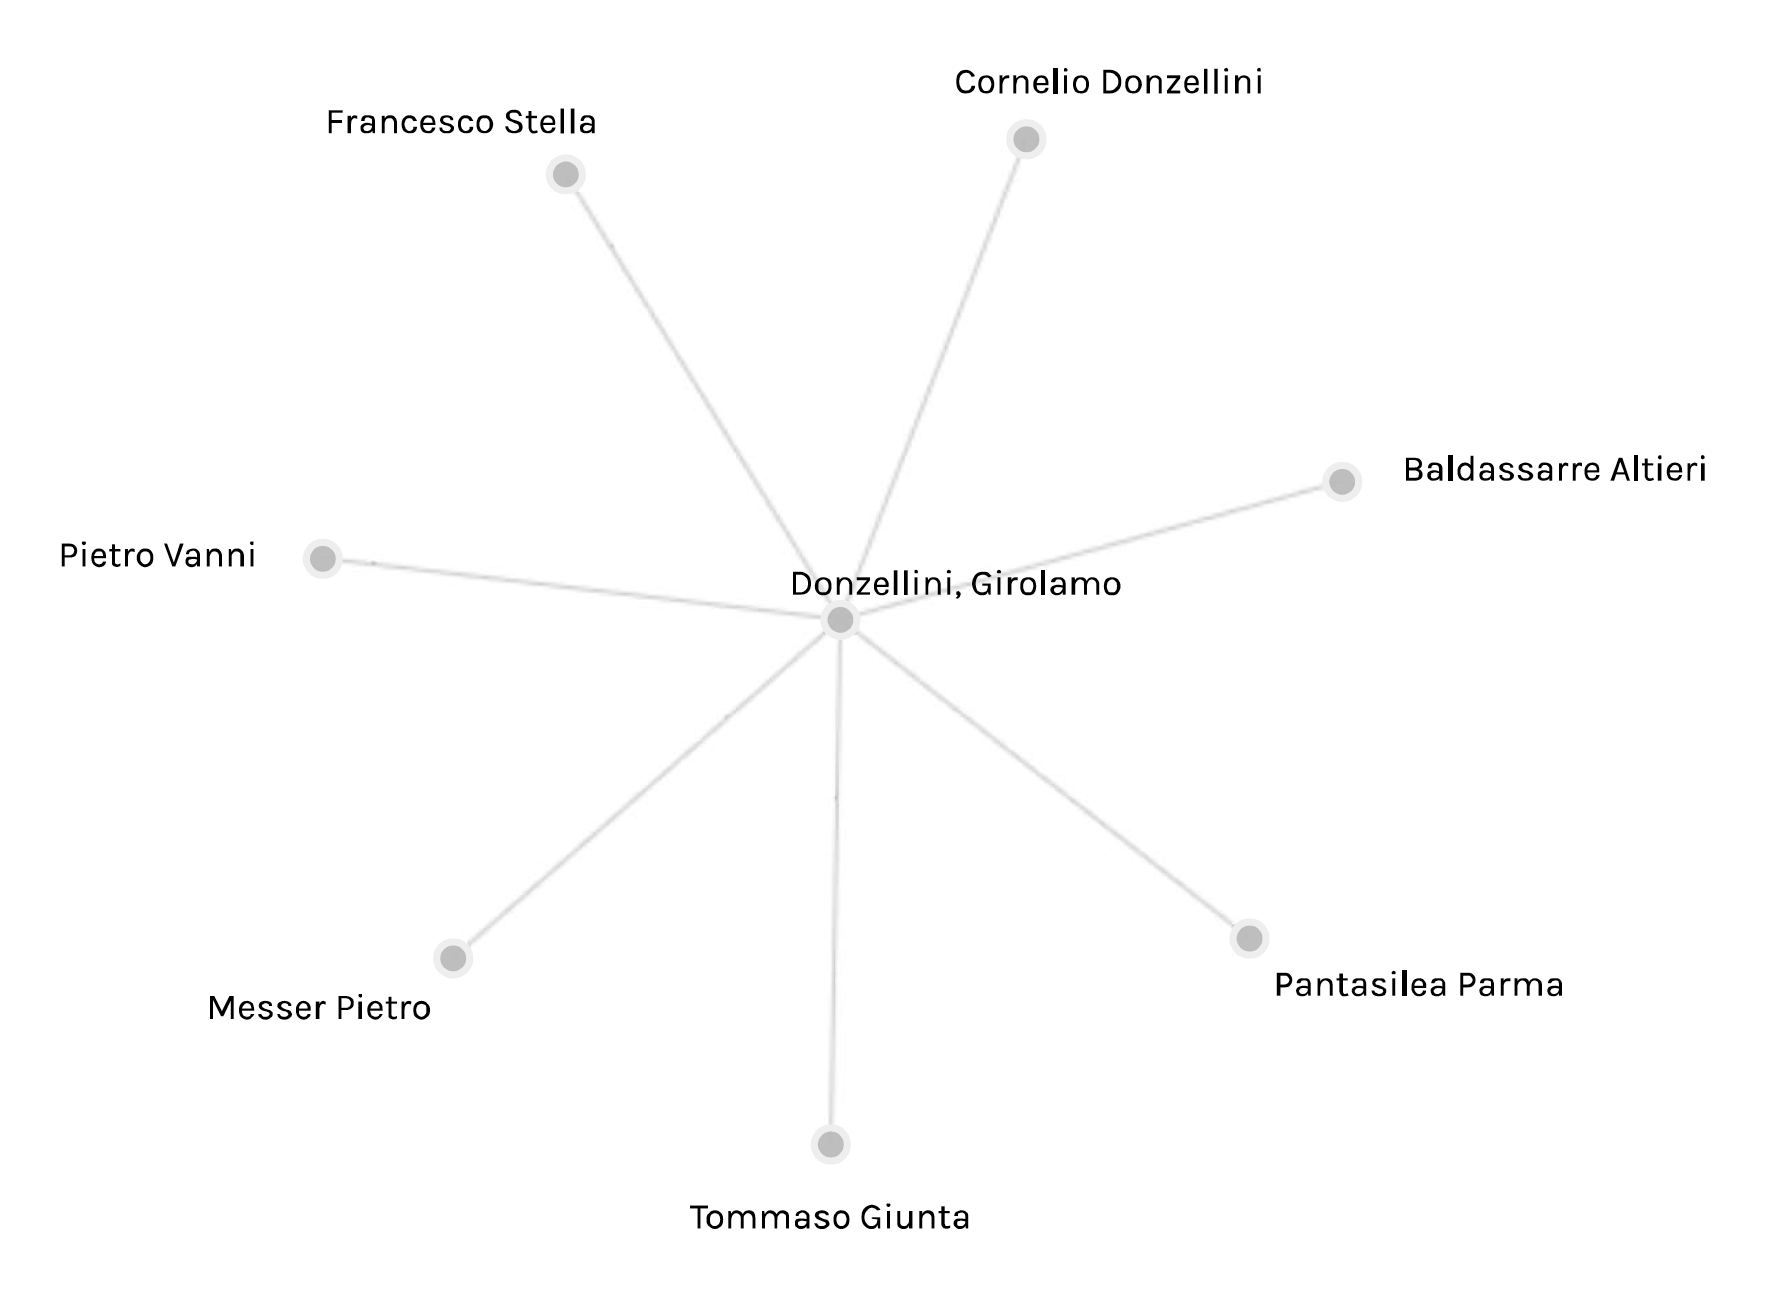 Cornelio Donzellini
Francesco Stella
Baldassarre Altieri
Pietro Vanni
Donzellini, Girolamo
Pantasilea Parma
Messer Pietro
Tommaso Giunta